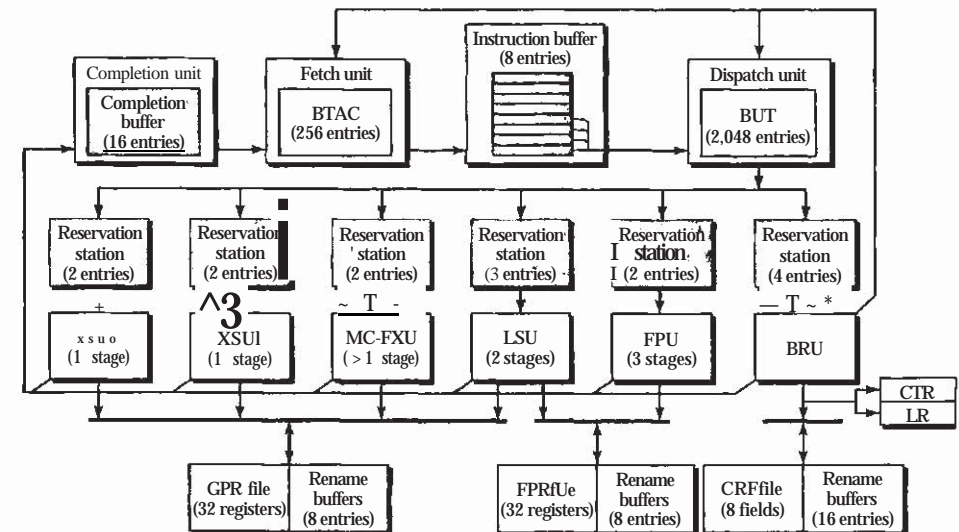 Instruction buffer
(8 entries)
Completion unit
Completion
buffer
(16 entries)
Fetch unit
BTAC
(256 entries)
Dispatch unit
BUT
(2,048 entries)
Reservation
station
(2 entries)
Reservation
station
(2 entries)
Reservation
' station
(2 entries)
Reservation
station
(3 entries)
Reservation
I station
I (2 entries)
Reservation
station
(4 entries)
+
^3
~ T -
— T ~ *
xsuo
(1 stage)
XSUl
(1 stage)
MC-FXU
(>1 stage)
LSU
(2 stages)
FPU
(3 stages)
BRU
CTR
LR
GPR file
(32 registers)
Rename
buffers
(8 entries)
FPRfUe
(32 registers)
Rename
buffers
(8 entries)
CRFfile
(8 fields)
Rename
buffers
(16 entries)